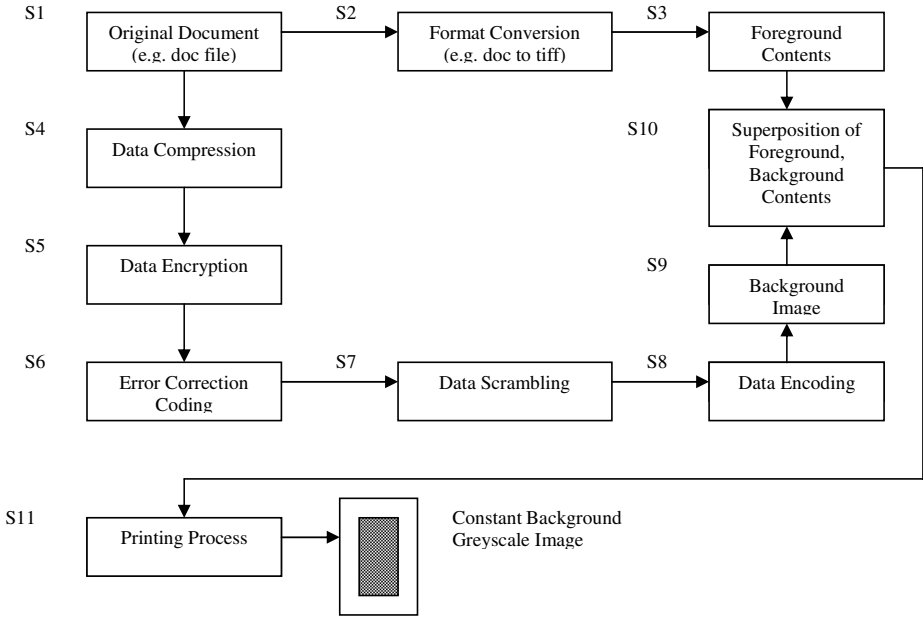 S1
Original Document
(e.g. doc file)
S2
Format Conversion
(e.g. doc to tiff)
S3
Foreground
Contents
S4
Data Compression
S10
Superposition of
Foreground,
Background
Contents
S5
Data Encryption
S9
Background
Image
S6
Error Correction
Coding
S7
Data Scrambling
S8
Data Encoding
S11
Printing Process
Constant Background
Greyscale Image